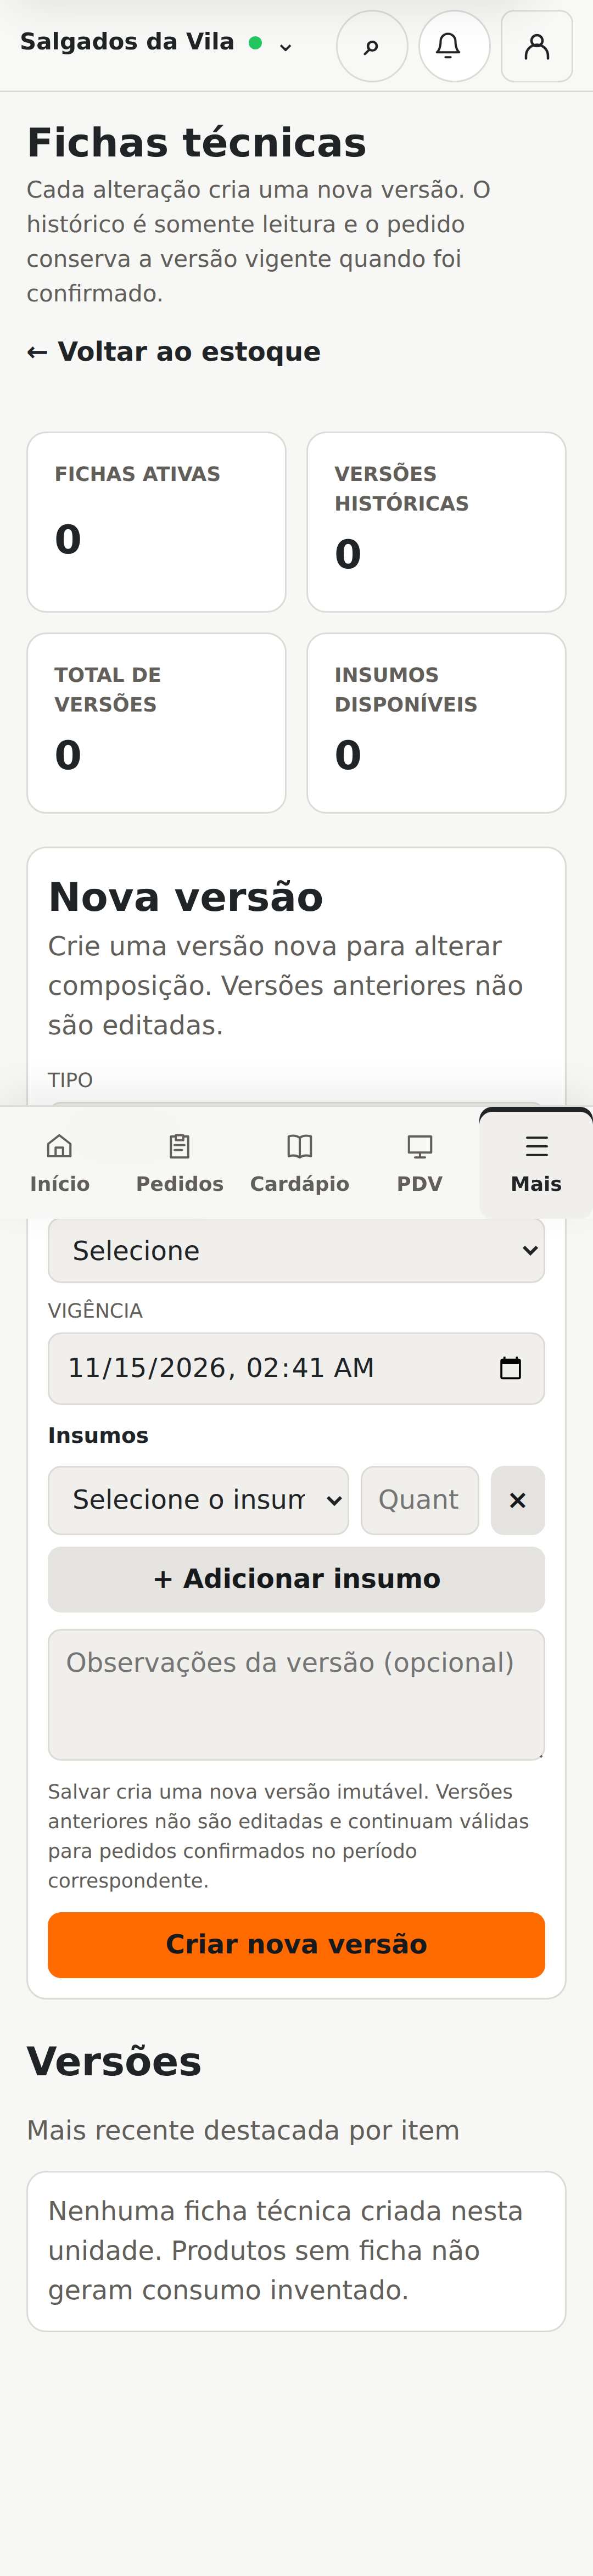 Salgados da Vila
Fichas técnicas
Cada alteração cria uma nova versão. O
histórico é somente leitura e o pedido
conserva a versão vigente quando foi
confirmado.
← Voltar ao estoque
FICHAS ATIVAS
0
VERSÕES
HISTÓRICAS
0
TOTAL DE
VERSÕES
0
INSUMOS
DISPONÍVEIS
0
Nova versão
Crie uma versão nova para alterar
composição. Versões anteriores não
são editadas.
TIPO
Início
Pedidos
Cardápio
PDV
Mais
Selecione
VIGÊNCIA
11/15/2026, 02:41 AM
Insumos
Selecione o insum
Quant
×
+ Adicionar insumo
Observações da versão (opcional)
Salvar cria uma nova versão imutável. Versões
anteriores não são editadas e continuam válidas
para pedidos confirmados no período
correspondente.
Criar nova versão
Versões
Mais recente destacada por item
Nenhuma ficha técnica criada nesta
unidade. Produtos sem ficha não
geram consumo inventado.